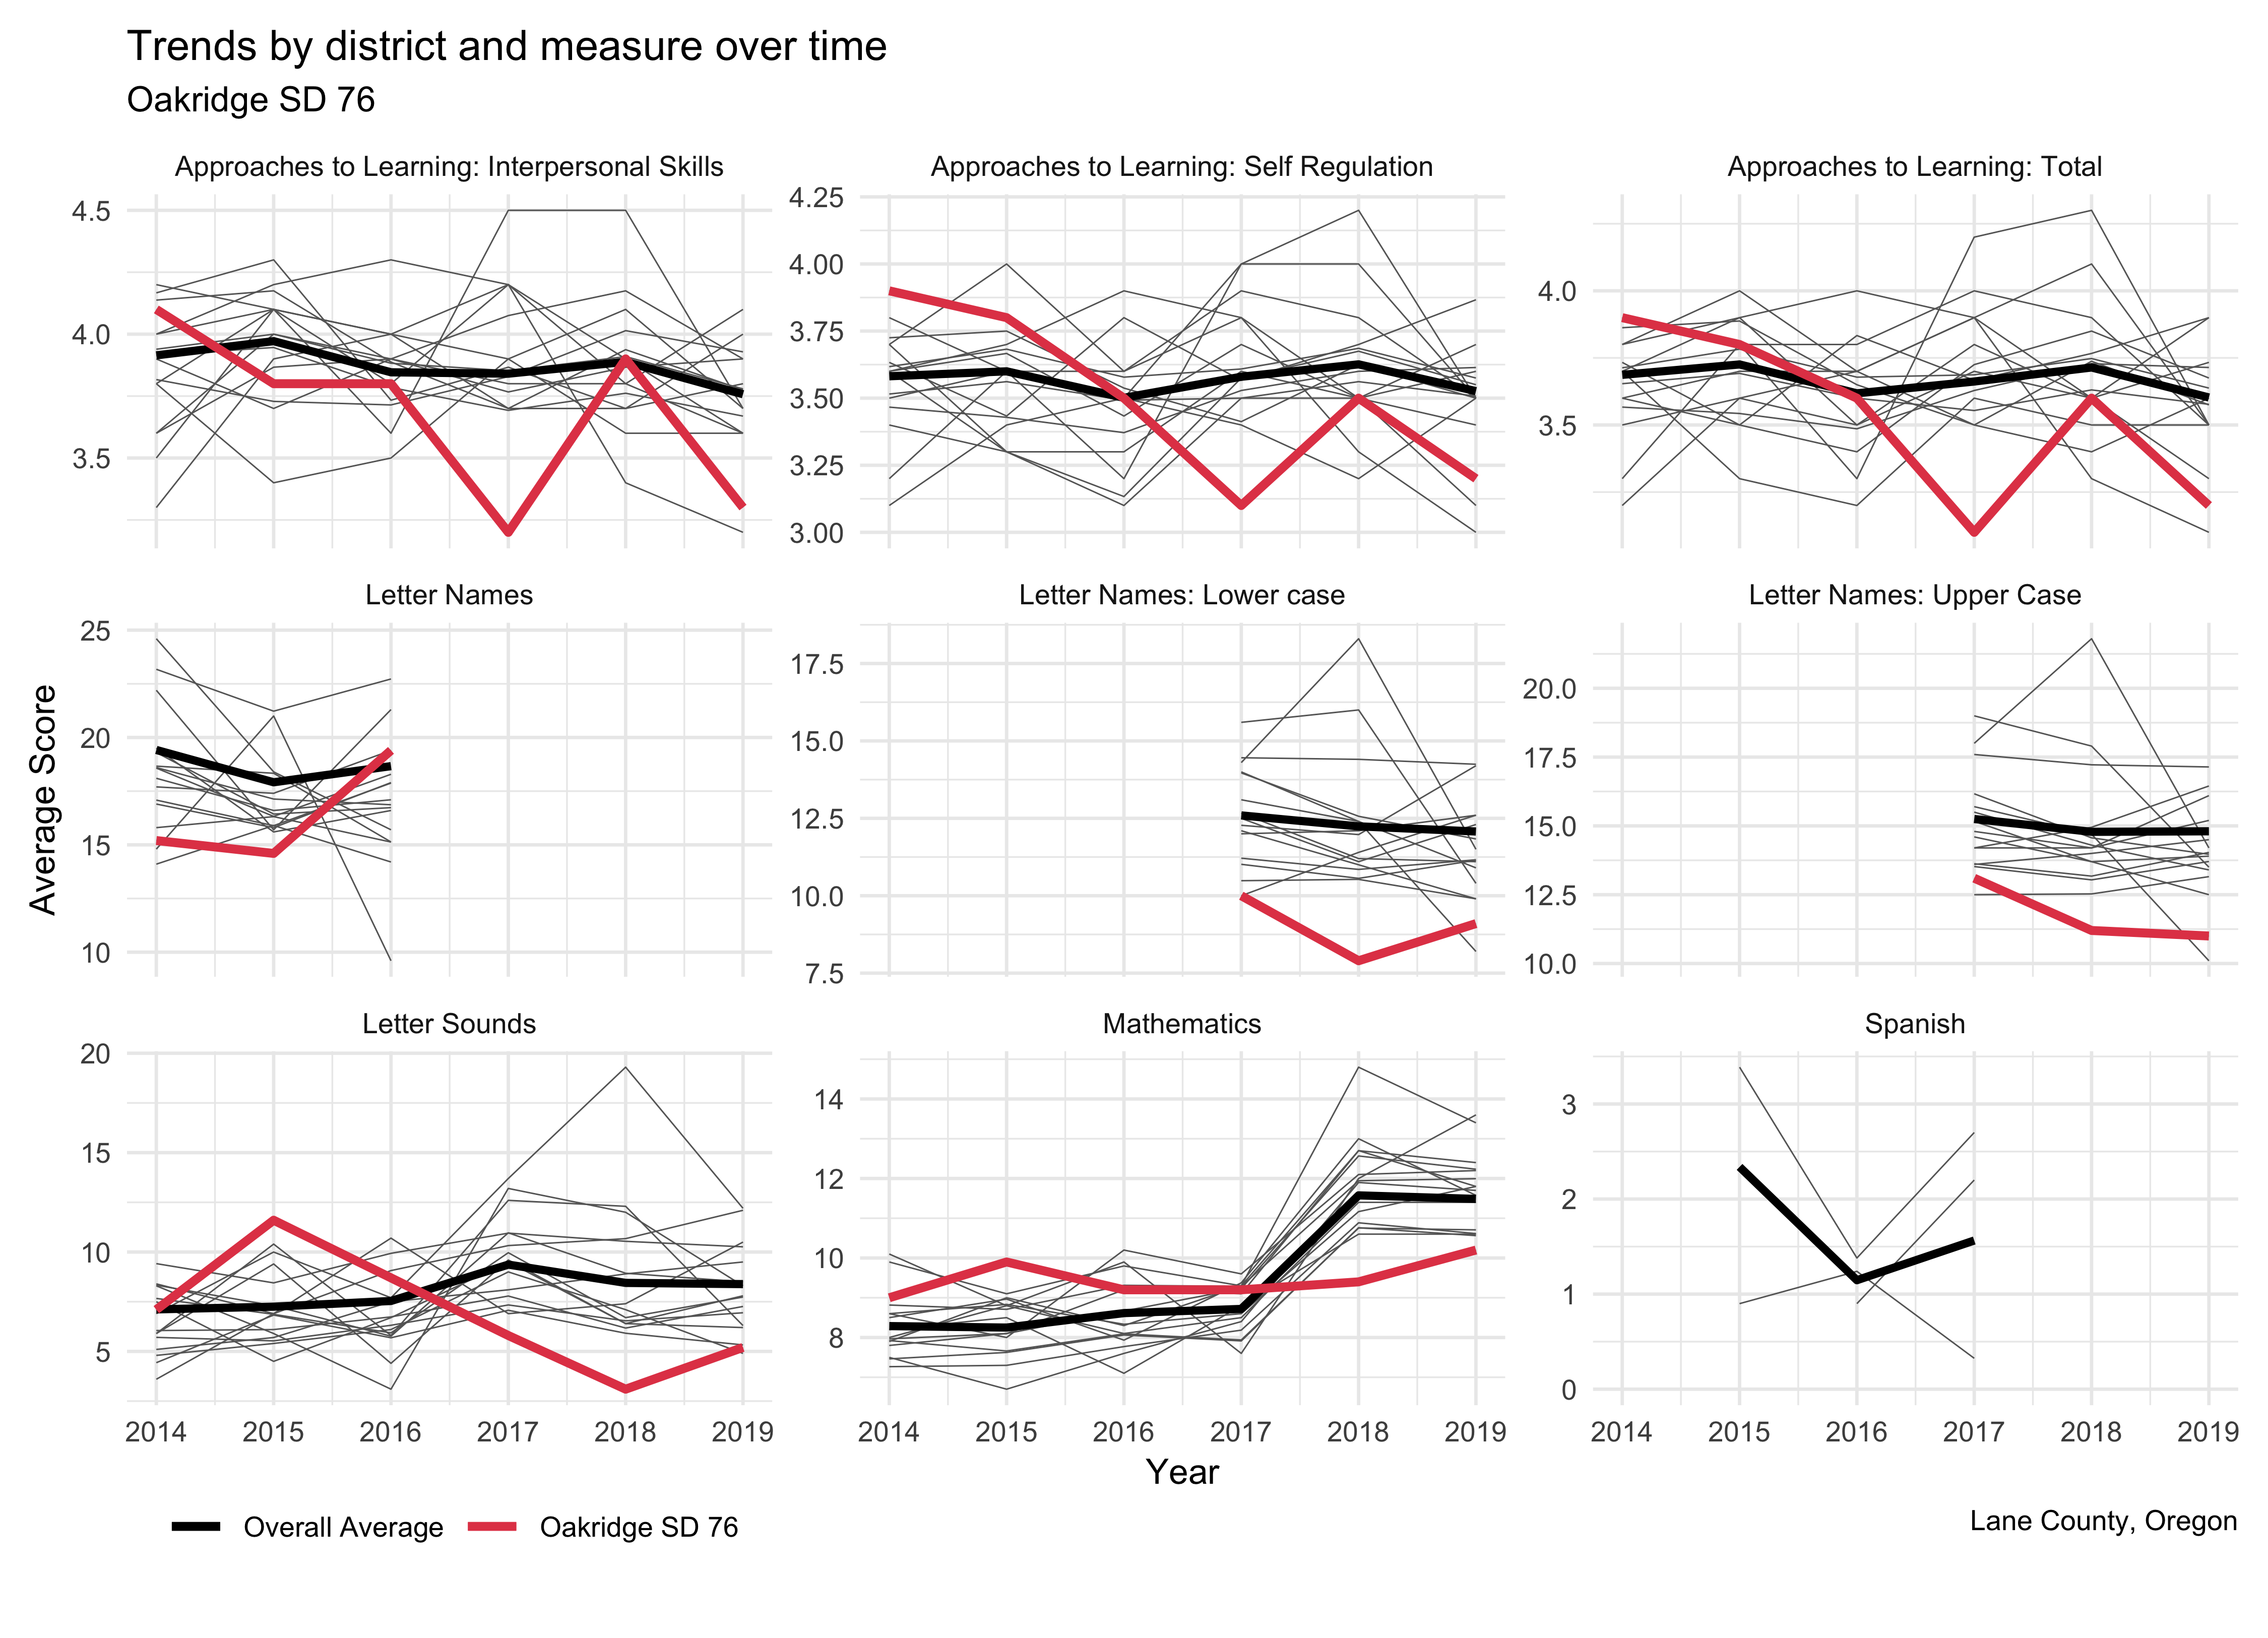 Trends by district and measure over time
Oakridge SD 76
Approaches to Learning: Interpersonal Skills
4.5
4.0
3.5
Approaches to Learning: Self Regulation
4.25
4.00
3.75
3.50
3.25
3.00
Approaches to Learning: Total
4.0
3.5
Average Score
Letter Names
25
20
15
10
Letter Names: Lower case
17.5
15.0
12.5
10.0
7.5
Letter Names: Upper Case
20.0
17.5
15.0
12.5
10.0
Letter Sounds
20
15
10
5
2014 2015 2016 2017 2018 2019
Mathematics
14
12
10
8
2014 2015 2016 2017 2018 2019
Spanish
3
2
1
0
2014 2015 2016 2017 2018 2019
Year
Overall Average Oakridge SD 76
Lane County, Oregon